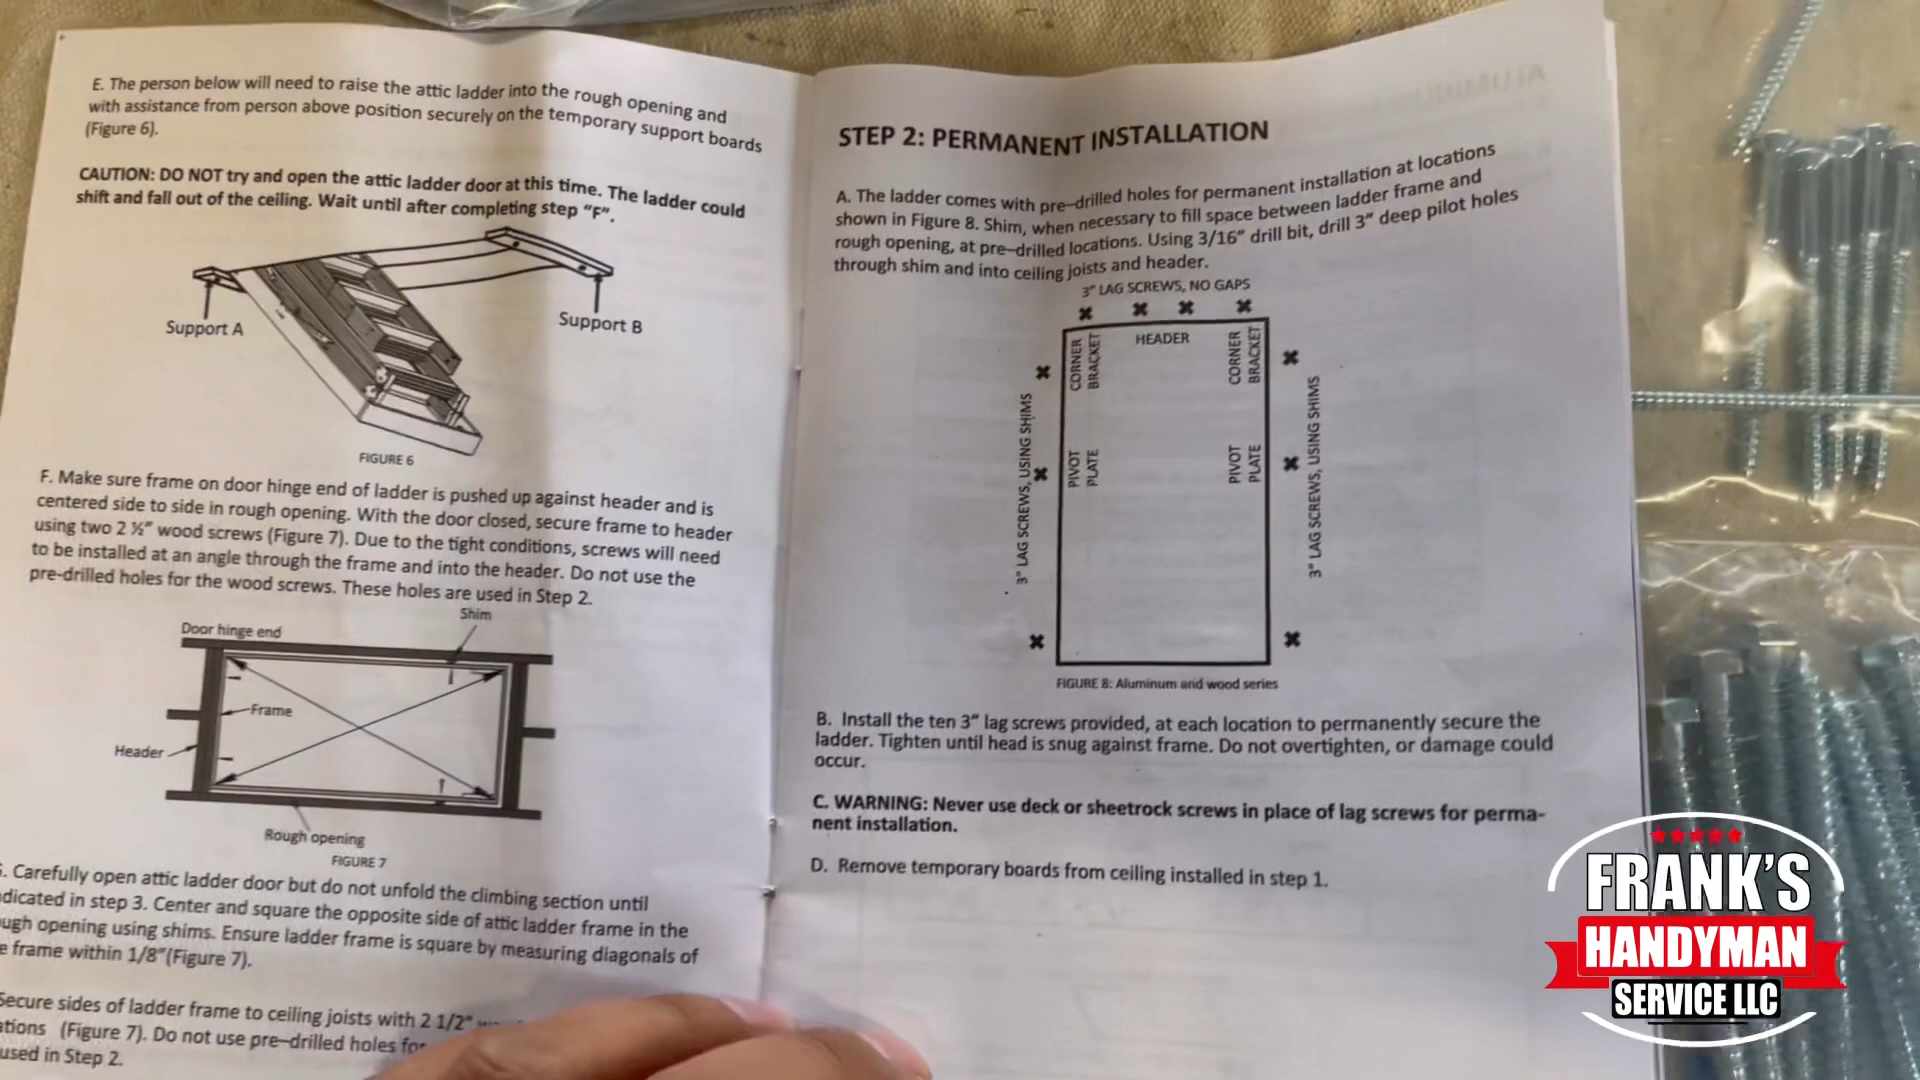 E. The person below will need to raise the attic ladder into the rough opening and
with assistance from person above position securely on the temporary support boards
(Figure 6).
CAUTION: DO NOT try and open the attic ladder door at this time. The ladder could
shift and fall out of the ceiling. Wait until after completing step "F".
Support A
Support B
FIGURE 6
F. Make sure frame on door hinge end of ladder is pushed up against header and is
centered side to side in rough opening. With the door closed, secure frame to header
using two 2 ½" wood screws (Figure 7). Due to the tight conditions, screws will need
to be installed at an angle through the frame and into the header. Do not use the
pre-drilled holes for the wood screws. These holes are used in Step 2.
Shim
Door hinge end
Frame
Header
Rough opening
FIGURE 7
. Carefully open attic ladder door but do not unfold the climbing section until
dicated in step 3. Center and square the opposite side of attic ladder frame in the
ugh opening using shims. Ensure ladder frame is square by measuring diagonals of
e frame within 1/8"(Figure 7).
Secure sides of ladder frame to ceiling joists with 2 1/2"
ations (Figure 7). Do not use pre-drilled holes for
used in Step 2.
STEP 2: PERMANENT INSTALLATION
A. The ladder comes with pre-drilled holes for permanent installation at locations
shown in Figure 8. Shim, when necessary to fill space between ladder frame and
rough opening, at pre-drilled locations. Using 3/16" drill bit, drill 3" deep pilot holes
through shim and into ceiling joists and header.
3" LAG SCREWS, NO GAPS
HEADER
CORNER
BRACKET
CORNER
BRACKET
3" LAG SCREWS, USING SHIMS
PIVOT
PLATE
PIVOT
PLATE
3" LAG SCREWS, USING SHIMS
FIGURE 8: Aluminum and wood series
B. Install the ten 3" lag screws provided, at each location to permanently secure the
ladder. Tighten until head is snug against frame. Do not overtighten, or damage could
occur.
C. WARNING: Never use deck or sheetrock screws in place of lag screws for perma-
nent installation.
D. Remove temporary boards from ceiling installed in step 1.
FRANK'S
HANDYMAN
SERVICE LLC